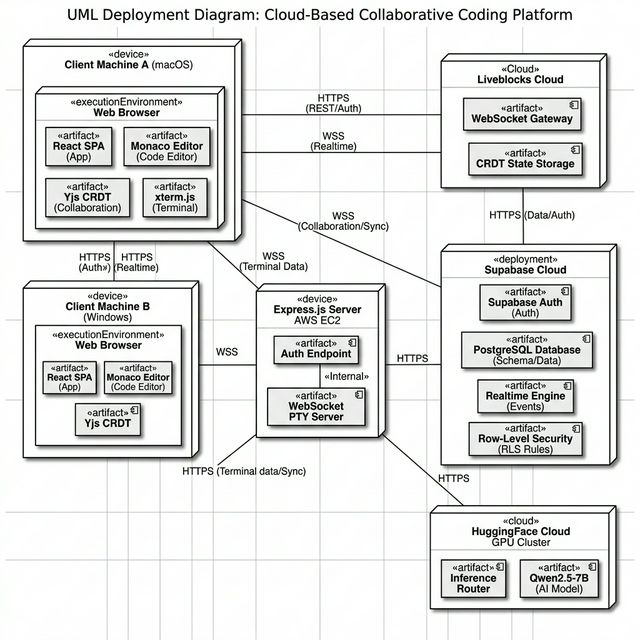 UML Deployment Diagram: Cloud-Based Collaborative Coding Platform
«device»
Client Machine A (macOS)
«executionEnvironment»
Web Browser
«artifact»
React SPA
(App)
«artifact»
Monaco Editor
(Code Editor)
«artifact»
Yjs CRDT
(Collaboration)
«artifact»
xterm.js
(Terminal)
HTTPS
(REST/Auth)
WSS
(Realtime)
«Cloud»
Liveblocks Cloud
«artifact»
WebSocket Gateway
«artifact»
CRDT State Storage
WSS
(Collaboration/Sync)
HTTPS (Data/Auth)
HTTPS
(Auth»)
HTTPS
(Realtime)
WSS
(Terminal Data)
«device»
Client Machine B
(Windows)
«executionEnvironment»
Web Browser
«artifact»
React SPA
(App)
«artifact»
Monaco Editor
(Code Editor)
«artifact»
Yjs CRDT
WSS
«device»
Express.js Server
AWS EC2
«artifact»
Auth Endpoint
«Internal»
«artifact»
WebSocket
PTY Server
HTTPS
«deployment»
Supabase Cloud
«artifact»
Supabase Auth
(Auth)
«artifact»
PostgreSQL Database
(Schema/Data)
«artifact»
Realtime Engine
(Events)
«artifact»
Row-Level Security
(RLS Rules)
HTTPS (Terminal data/Sync)
HTTPS
«cloud»
HuggingFace Cloud
GPU Cluster
«artifact»
Inference
Router
«artifact»
Qwen2.5-7B
(AI Model)